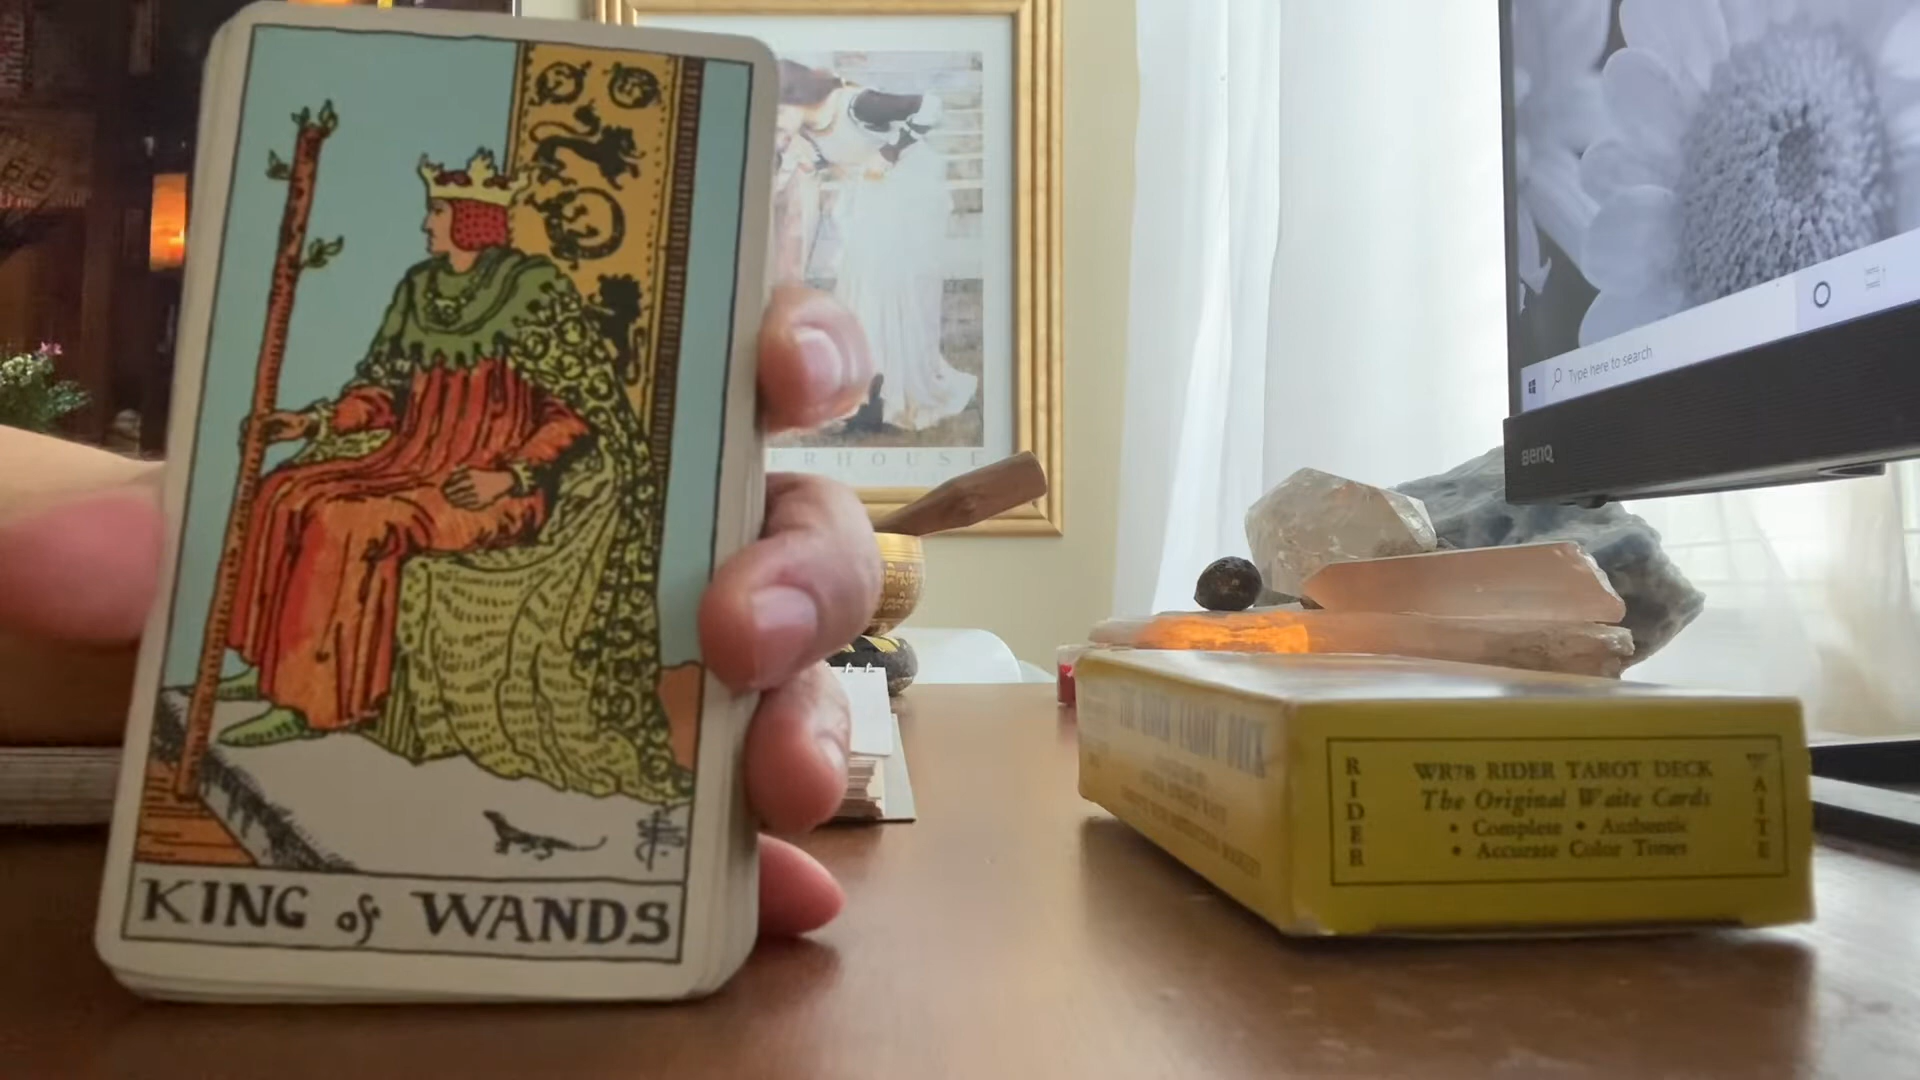 KING of WANDS
ERHOUSE
BenQ
Type here to search
RIDER
WR78 RIDER TAROT DECK
The Original Waite Cards
• Complete • Authentic
• Accurate Color Tones
WAITE